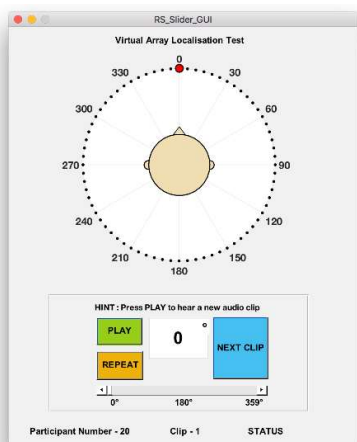 RS_Slider_GUI
Virtual Array Localisation Test
0
330 30
300 60
270 90
240 120
210 150
180
HINT : Press PLAY to hear a new audio clip
PLAY
0 °
NEXT CLIP
REPEAT
0° 180° 359°
Participant Number - 20 Clip - 1 STATUS